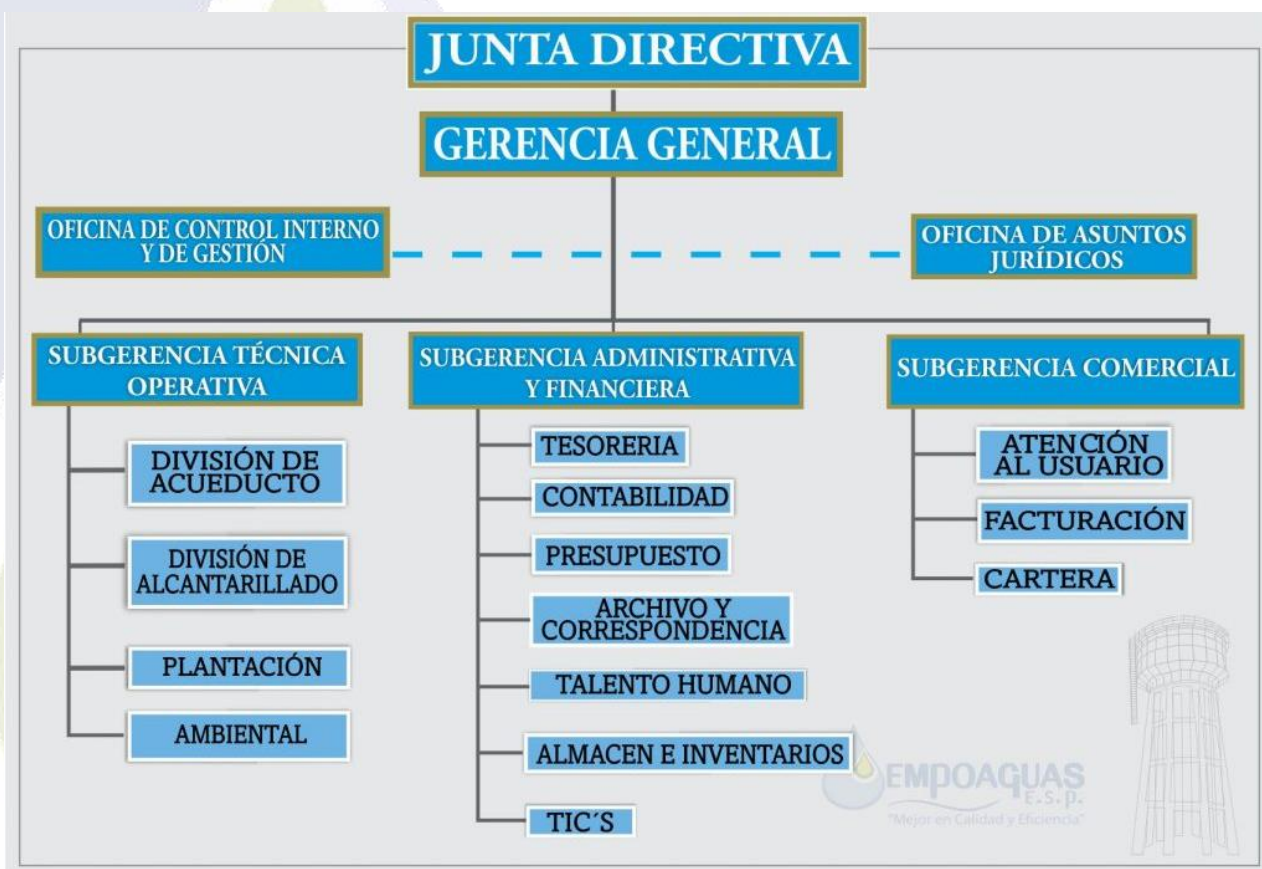 JUNTA DIRECTIVA
GERENCIA GENERAL
OFICINA DE CONTROL INTERNO
Y DE GESTIÓN
OFICINA DE ASUNTOS
JURÍDICOS
SUBGERENCIA TÉCNICA
OPERATIVA
DIVISIÓN DE
ACUEDUCTO
DIVISIÓN DE
ALCANTARILLADO
PLANTACIÓN
AMBIENTAL
SUBGERENCIA ADMINISTRATIVA
Y FINANCIERA
TESORERIA
CONTABILIDAD
PRESUPUESTO
ARCHIVO Y
CORRESPONDENCIA
TALENTO HUMANO
ALMACEN E INVENTARIOS
TIC´S
SUBGERENCIA COMERCIAL
ATENCIÓN
AL USUARIO
FACTURACIÓN
CARTERA
EMPOAGUAS
E.S.P.
"Mejor en Calidad y Eficiencia"